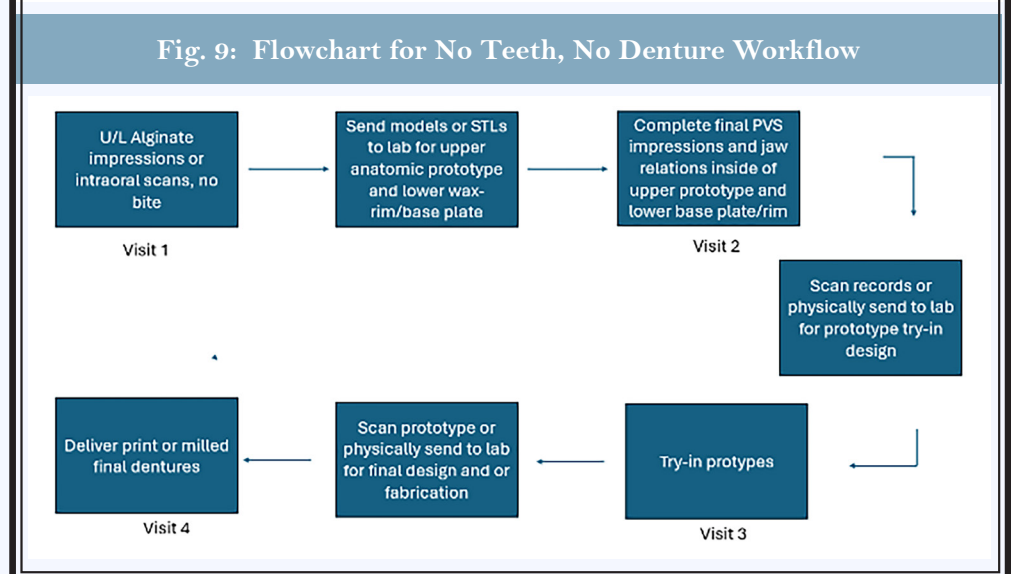 Fig. 9: Flowchart for No Teeth, No Denture Workflow
U/L Alginate
impressions or
intraoral scans, no
bite
Visit 1
Send models or STLs
to lab for upper
anatomic prototype
and lower wax-
rim/base plate
Complete final PVS
impressions and jaw
relations inside of
upper prototype and
lower base plate/rim
Visit 2
Scan records or
physically send to lab
for prototype try-in
design
Try-in protypes
Visit 3
Scan prototype or
physically send to lab
for final design and or
fabrication
Deliver print or milled
final dentures
Visit 4